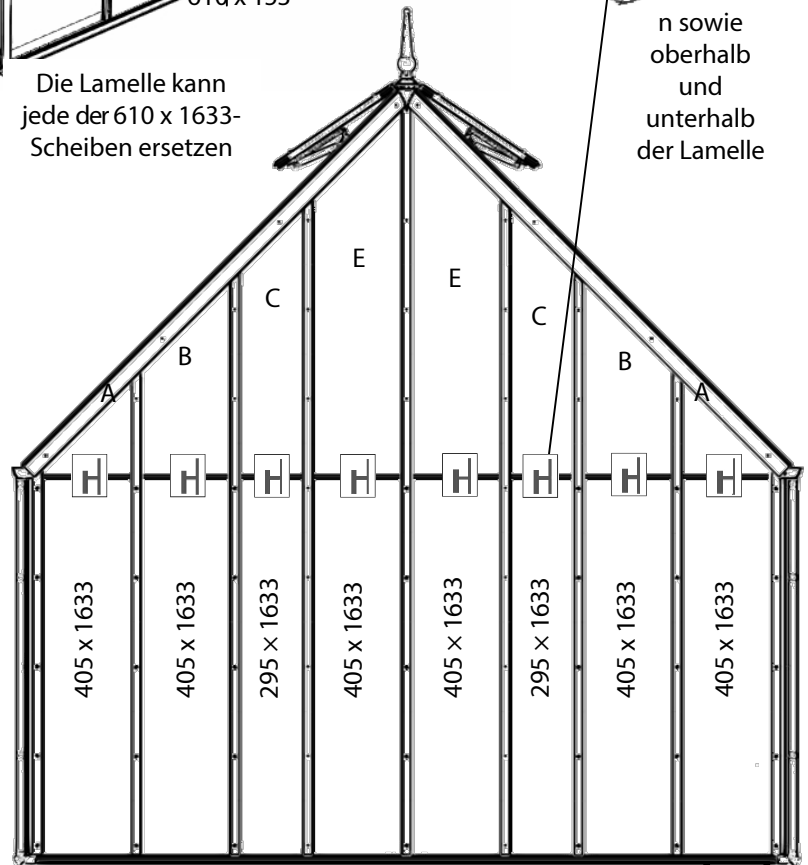 Die Lamelle kann
jede der 610 x 1633-
Scheiben ersetzen
n sowie
oberhalb
und
unterhalb
der Lamelle
E
E
C
C
B
B
A
A
405 x 1633
405 x 1633
295 × 1633
405 x 1633
405 × 1633
295 × 1633
405 x 1633
405 x 1633